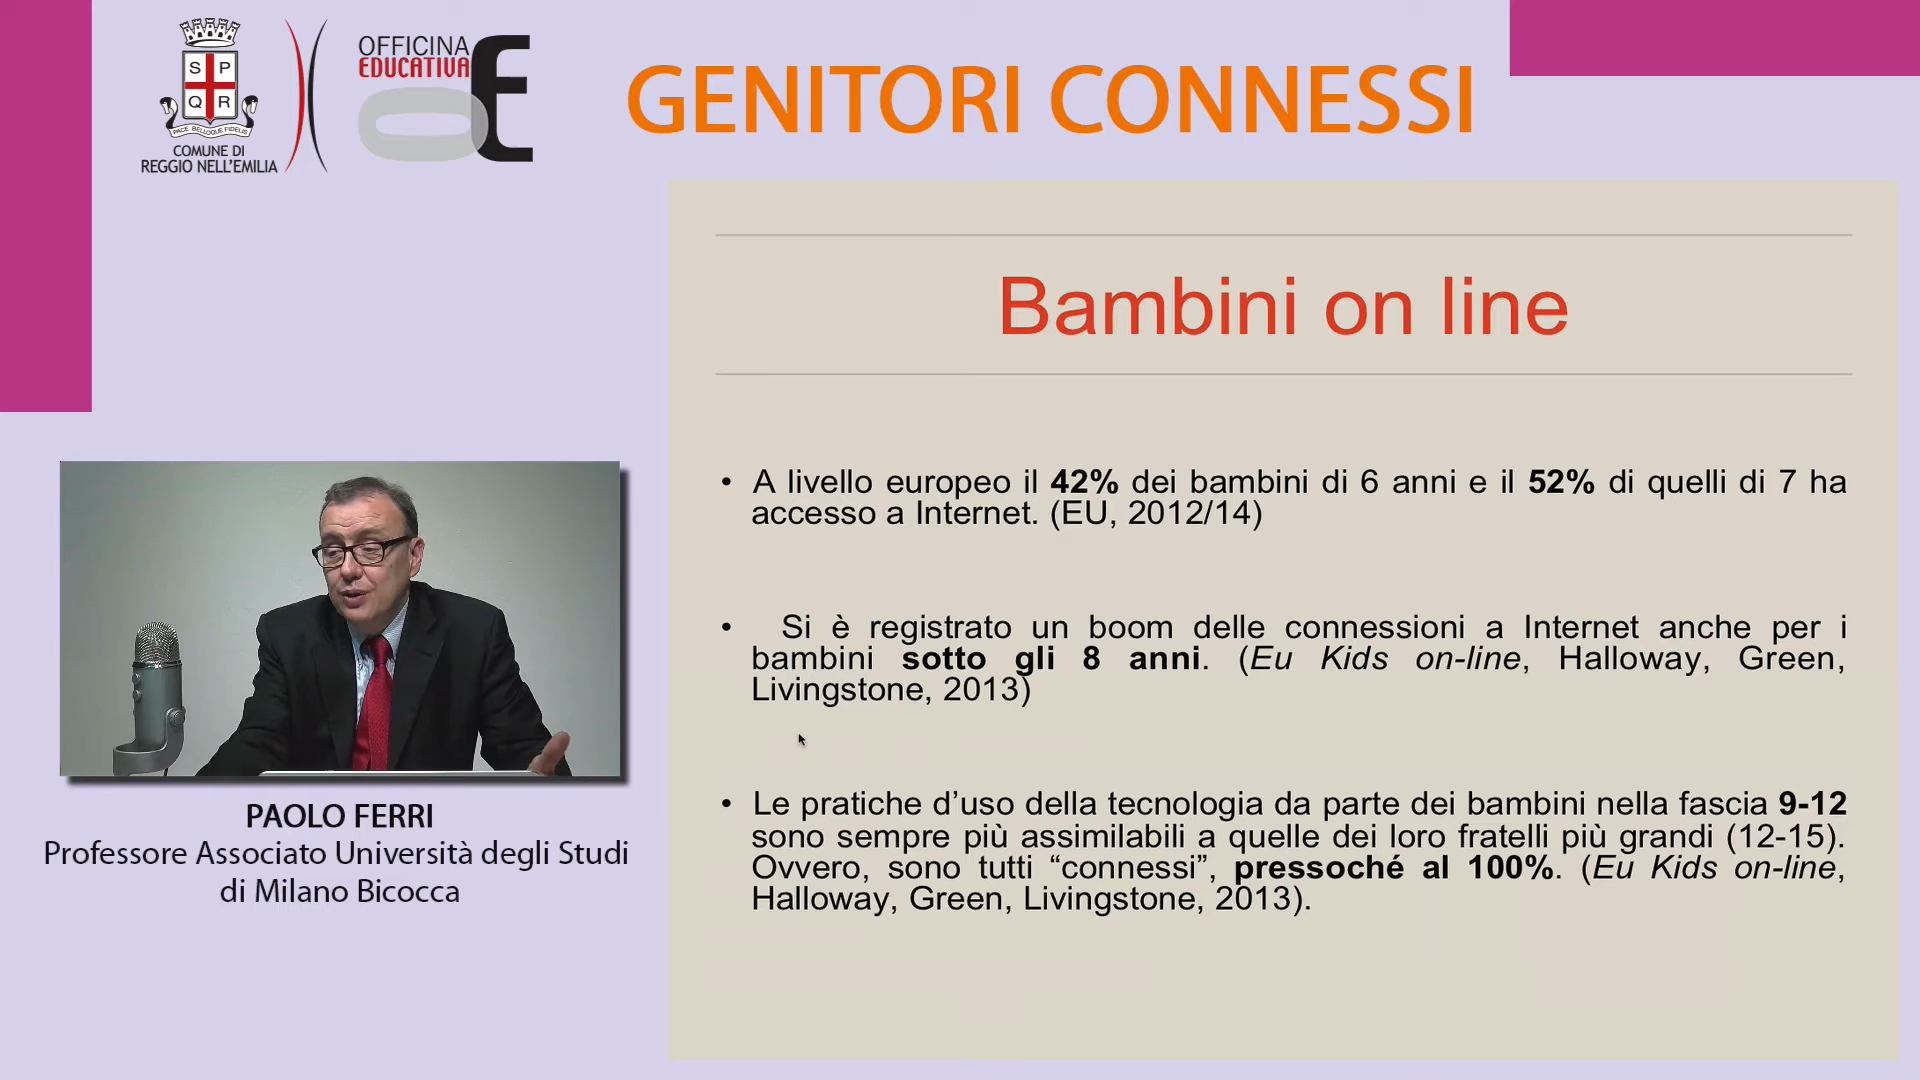 S P
Q R
PACE BELLOQUE FIDELIS
COMUNE DI
REGGIO NELL'EMILIA
OFFICINA
EDUCATIVA
OE
GENITORI CONNESSI
Bambini on line
• A livello europeo il 42% dei bambini di 6 anni e il 52% di quelli di 7 ha
accesso a Internet. (EU, 2012/14)
• Si è registrato un boom delle connessioni a Internet anche per i
bambini sotto gli 8 anni. (Eu Kids on-line, Halloway, Green,
Livingstone, 2013)
• Le pratiche d’uso della tecnologia da parte dei bambini nella fascia 9-12
sono sempre più assimilabili a quelle dei loro fratelli più grandi (12-15).
Ovvero, sono tutti “connessi”, pressoché al 100%. (Eu Kids on-line,
Halloway, Green, Livingstone, 2013).
PAOLO FERRI
Professore Associato Università degli Studi
di Milano Bicocca